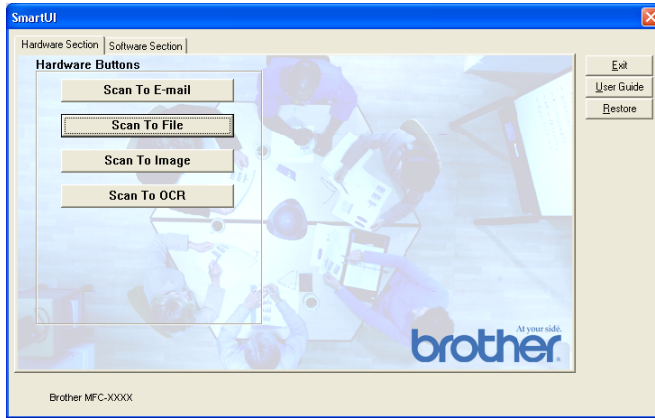 SmartUI
Hardware Section
Software Section
Hardware Buttons
Scan To E-mail
Scan To File
Scan To Image
Scan To OCR
Exit
User Guide
Restore
At your side.
brother
Brother MFC-XXXX